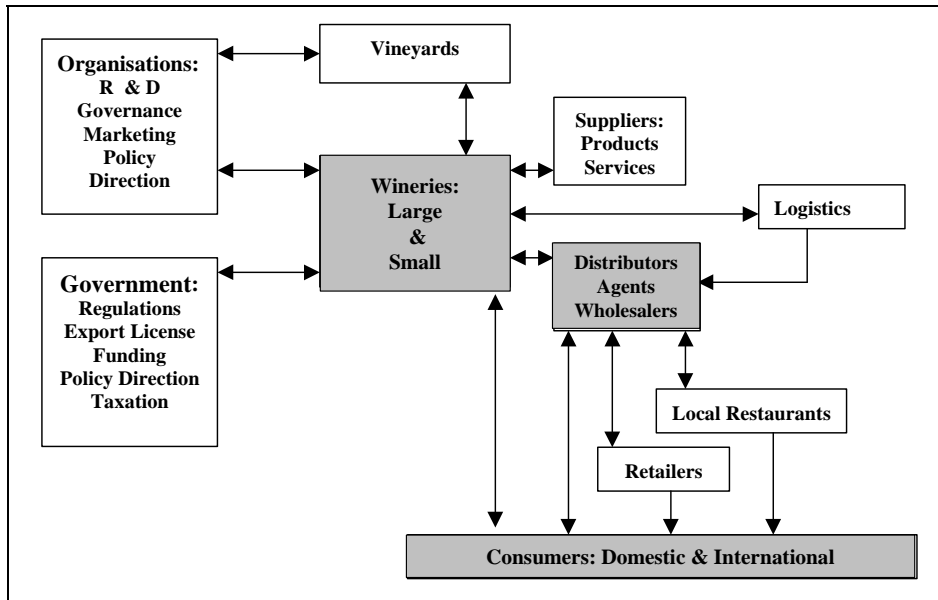 Organisations:
R & D
Governance
Marketing
Policy
Direction
Vineyards
Suppliers:
Products
Services
Wineries:
Large
&
Small
Logistics
Government:
Regulations
Export License
Funding
Policy Direction
Taxation
Distributors
Agents
Wholesalers
Local Restaurants
Retailers
Consumers: Domestic & International